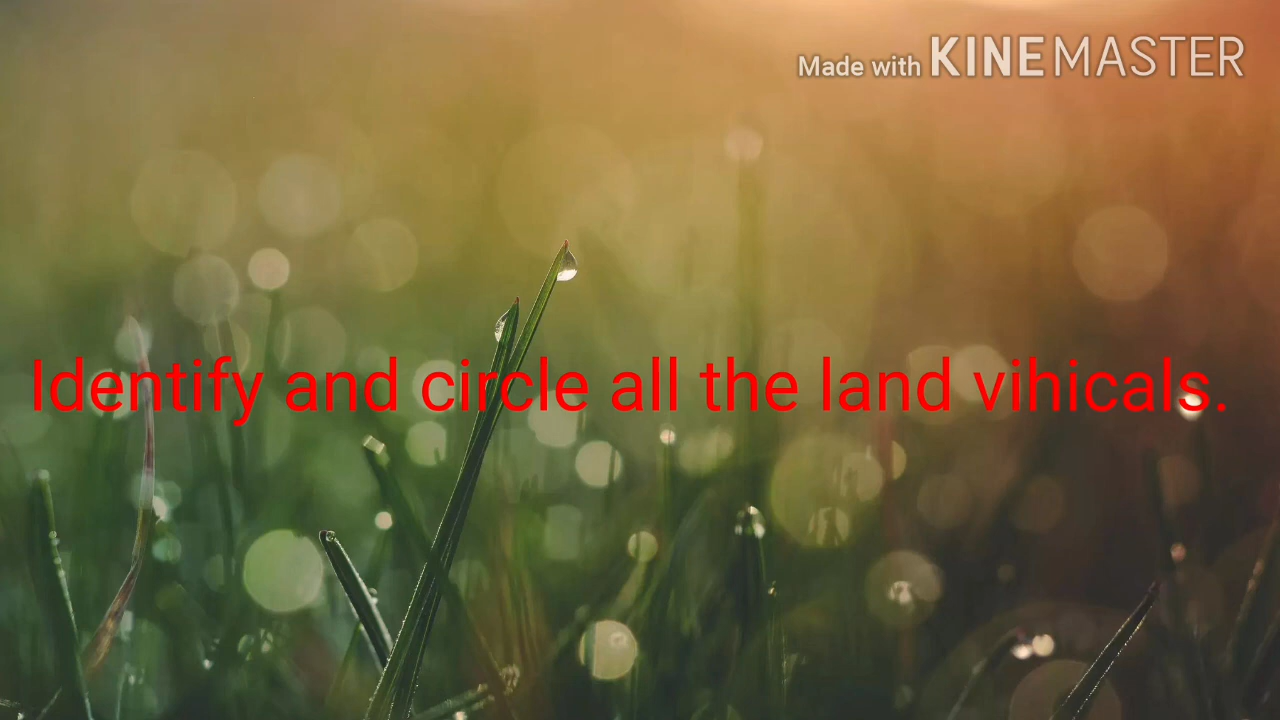 Made with KINEMASTER
Identify and circle all the land vihicals.